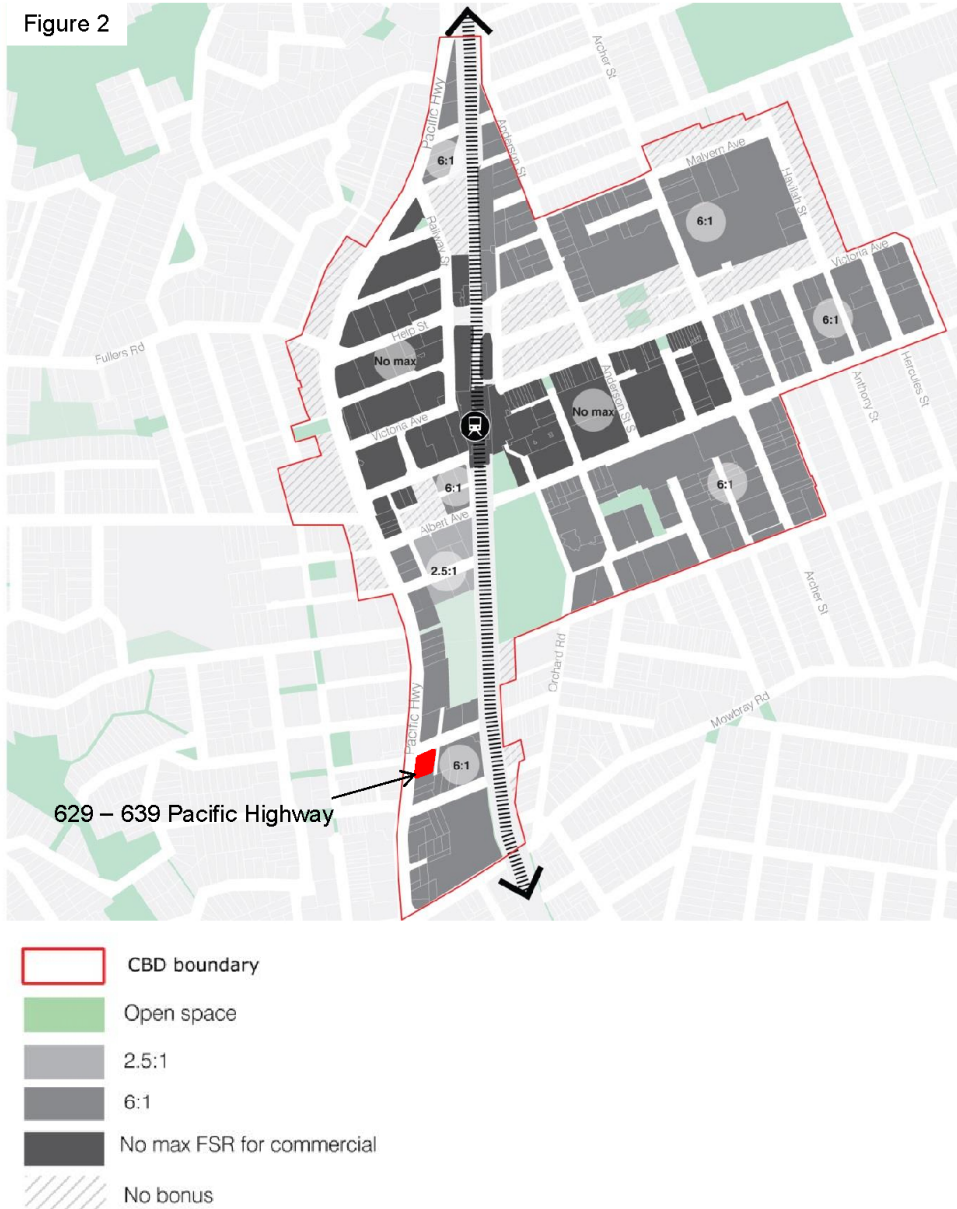 Figure 2
Archer St
Pacific Hwy
Anderson St
6:1
Malvern Ave
Havilah St
Railway St
6:1
Victoria Ave
6:1
Help St
Fullers Rd
No max
Anderson St S
Anthony St
Hercules St
No max
Victoria Ave
6:1
6:1
Albert Ave
2.5:1
Archer St
Orchard Rd
Mowbray Rd
Pacific Hwy
6:1
629 – 639 Pacific Highway
CBD boundary
Open space
2.5:1
6:1
No max FSR for commercial
No bonus